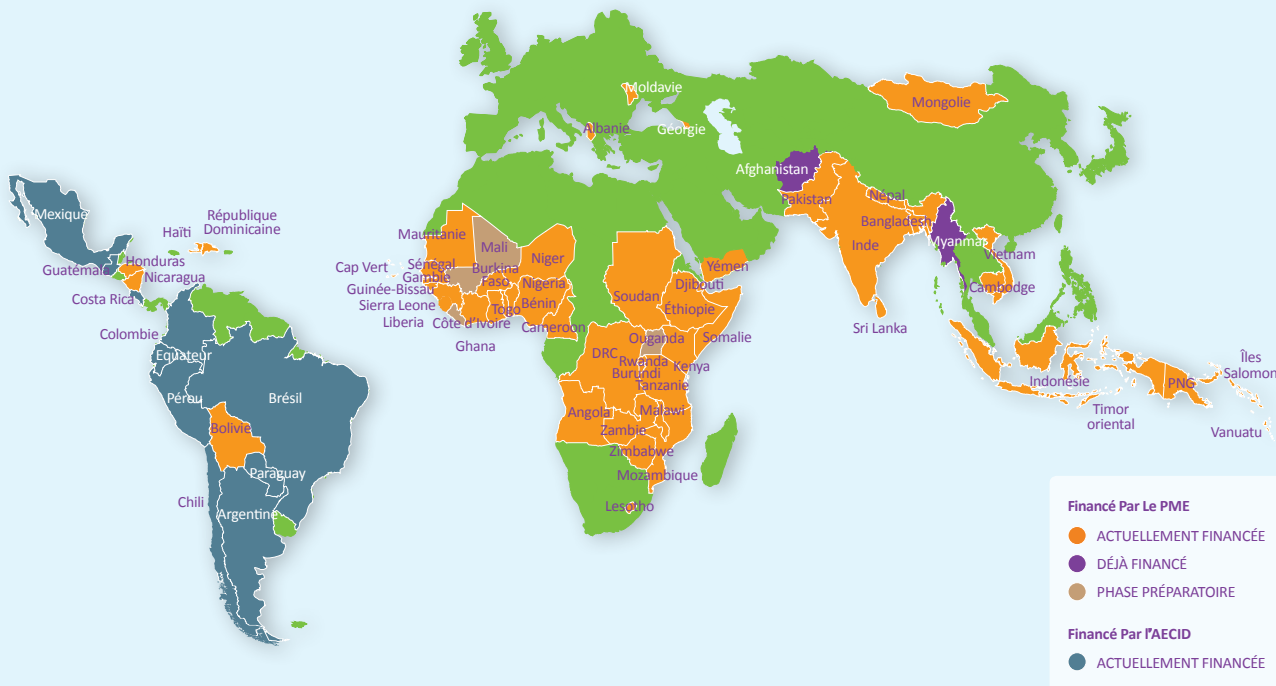 Moldavie
Mongolie
Albanie
Géorgie
Afghanistan
Pakistan
Népal
Bangladesh
Inde
Myanmar
Vietnam
Cambodge
Sri Lanka
Mexique
République
Dominicaine
Haïti
Honduras
Guatémala
Nicaragua
Costa Rica
Colombie
Equateur
Pérou
Brésil
Bolivie
Paraguay
Chili
Argentine
Mauritanie
Mali
Niger
Cap Vert
Sénégal
Gambie
Burkina
Faso
Guinée-Bissau
Nigeria
Sierra Leone
Togo
Bénin
Liberia
Côte d'Ivoire
Cameroon
Ghana
Yémen
Djibouti
Soudan
Éthiopie
Somalie
Ouganda
DRC
Rwanda
Kenya
Burundi
Tanzanie
Angola
Malawi
Zambie
Zimbabwe
Mozambique
Lesotho
Indonésie
PNG
Îles
Salomon
Timor
oriental
Vanuatu
Financé Par Le PME
ACTUELLEMENT FINANCÉE
DÉJÀ FINANCÉ
PHASE PRÉPARATOIRE
Financé Par l'AECID
ACTUELLEMENT FINANCÉE